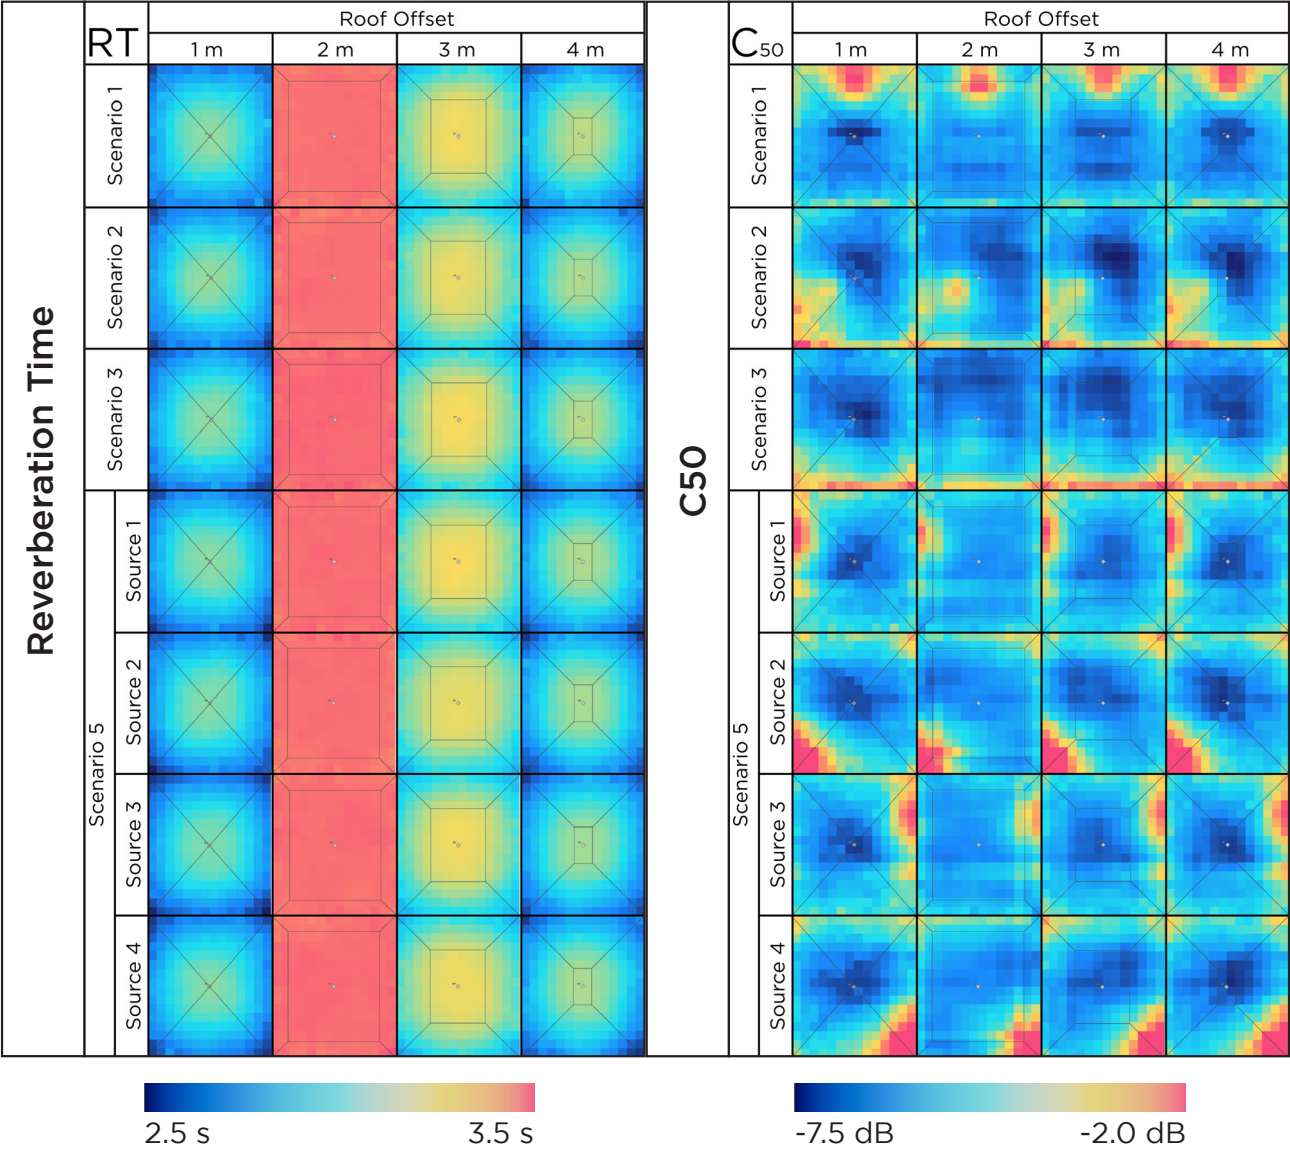 Reverberation Time
RT
Roof Offset
1 m 2 m 3 m 4 m
Scenario 1
Scenario 2
Scenario 3
Scenario 5
Source 1
Source 2
Source 3
Source 4
2.5 s 3.5 s
C50
C50
Roof Offset
1 m 2 m 3 m 4 m
Scenario 1
Scenario 2
Scenario 3
Scenario 5
Source 1
Source 2
Source 3
Source 4
-7.5 dB -2.0 dB